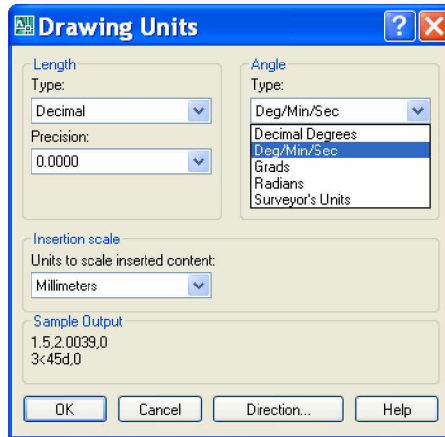 Drawing Units
Length
Type:
Decimal
Precision:
0.0000
Angle
Type:
Deg/Min/Sec
Decimal Degrees
Deg/Min/Sec
Grads
Radians
Surveyor's Units
Insertion scale
Units to scale inserted content:
Millimeters
Sample Output
1.5,2.0039,0
3<45d,0
OK Cancel Direction... Help